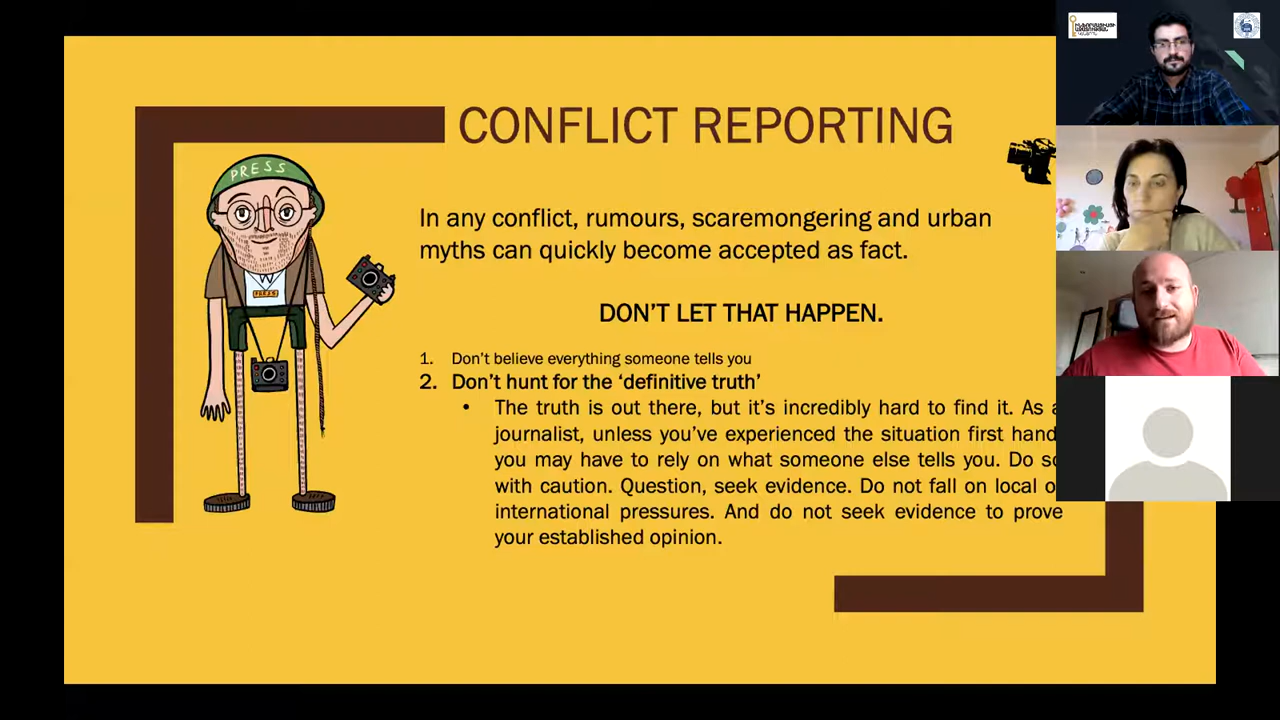 CONFLICT REPORTING
PRESS
PRESS
In any conflict, rumours, scaremongering and urban
myths can quickly become accepted as fact.
DON'T LET THAT HAPPEN.
1. Don't believe everything someone tells you
2. Don't hunt for the ‘definitive truth’
• The truth is out there, but it's incredibly hard to find it. As
journalist, unless you've experienced the situation first hand
you may have to rely on what someone else tells you. Do
with caution. Question, seek evidence. Do not fall on local
international pressures. And do not seek evidence to prove
your established opinion.